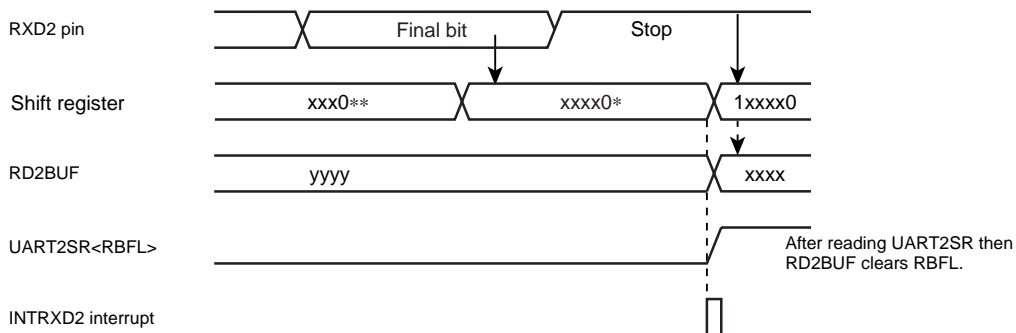 RXD2 pin
Final bit
Stop
Shift register
xxx0**
xxxx0*
1xxxx0
RD2BUF
yyyy
xxxx
UART2SR<RBFL>
After reading UART2SR then
RD2BUF clears RBFL.
INTRXD2 interrupt